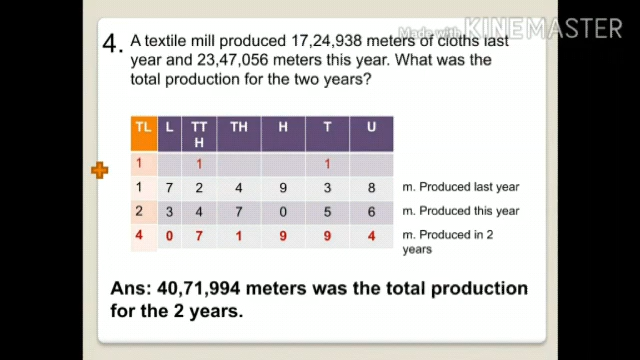 Made with KINEMASTER
4. A textile mill produced 17,24,938 meters of cloths last
year and 23,47,056 meters this year. What was the
total production for the two years?
TL L TT H TH H T U
1 1 1
1 7 2 4 9 3 8 m. Produced last year
2 3 4 7 0 5 6 m. Produced this year
4 0 7 1 9 9 4 m. Produced in 2
years
Ans: 40,71,994 meters was the total production
for the 2 years.